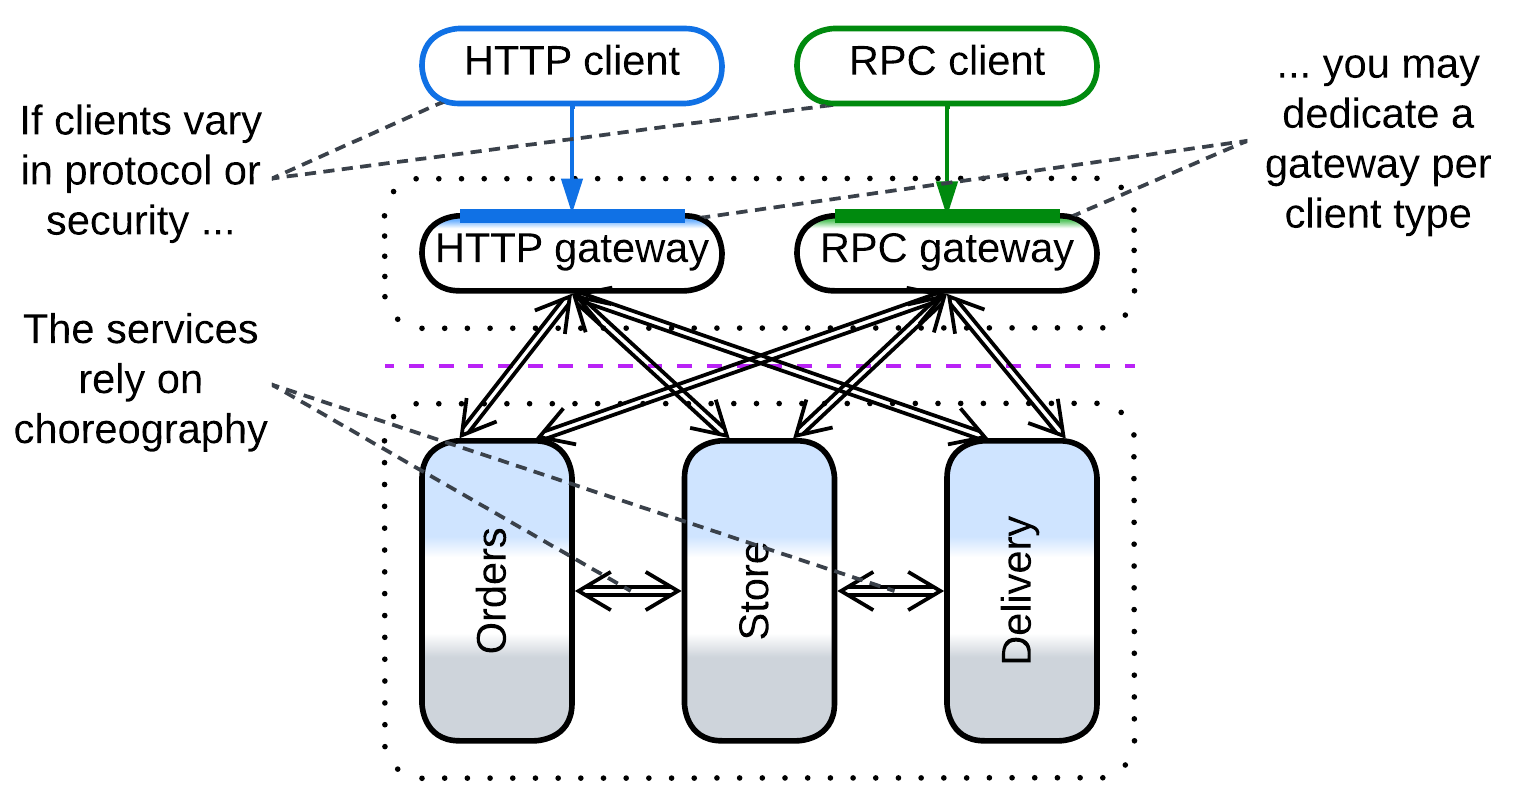 HTTP client
RPC client
If clients vary
in protocol or
security ...
... you may
dedicate a
gateway per
client type
HTTP gateway
RPC gateway
The services
rely on
choreography
Orders
Store
Delivery